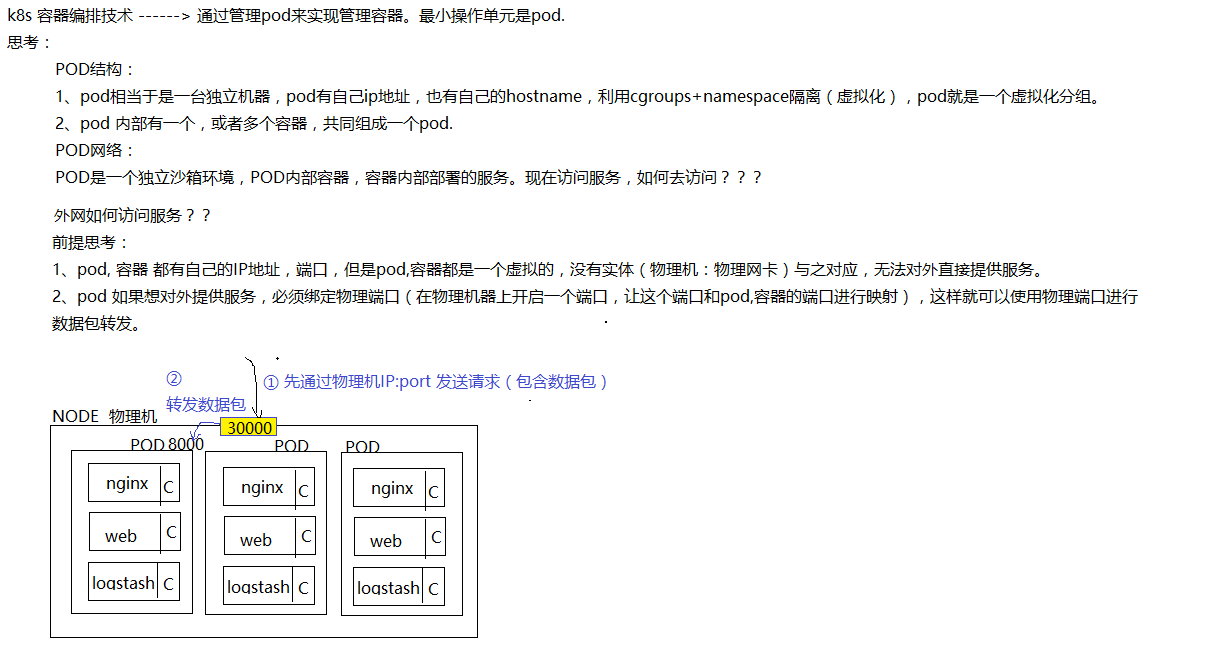 k8s 容器编排技术 ------> 通过管理pod来实现管理容器。最小操作单元是pod.
思考：
POD结构：
1、pod相当于是一台独立机器，pod有自己ip地址，也有自己的hostname，利用cgroups+namespace隔离（虚拟化），pod就是一个虚拟化分组。
2、pod 内部有一个，或者多个容器，共同组成一个pod.
POD网络：
POD是一个独立沙箱环境，POD内部容器，容器内部部署的服务。现在访问服务，如何去访问？？？
外网如何访问服务？？
前提思考：
1、pod, 容器 都有自己的IP地址，端口，但是pod,容器都是一个虚拟的，没有实体（物理机：物理网卡）与之对应，无法对外直接提供服务。
2、pod 如果想对外提供服务，必须绑定物理端口（在物理机器上开启一个端口，让这个端口和pod,容器的端口进行映射），这样就可以使用物理端口进行
数据包转发。
② ① 先通过物理机IP:port 发送请求（包含数据包）
转发数据包
NODE 物理机 30000
POD 8000 POD POD
nginx C nginx C nginx C
web C web C web C
logstash C logstash C logstash C